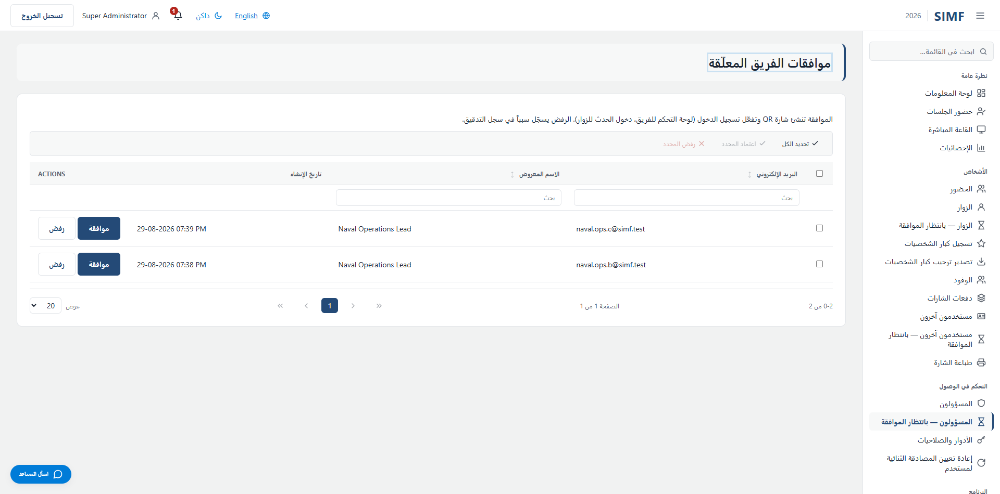 SIMF
2026
English
داكن
1
Super Administrator
تسجيل الخروج
ابحث في القائمة...
نظرة عامة
لوحة المعلومات
حضور الجلسات
القاعة المباشرة
الإحصائيات
الأشخاص
الحضور
الزوار
الزوار — بانتظار الموافقة
تسجيل كبار الشخصيات
تصدير ترحيب كبار الشخصيات
الوفود
دفعات الشارات
مستخدمون آخرون
مستخدمون آخرون — بانتظار
الموافقة
طباعة الشارة
التحكم في الوصول
المسؤولون
المسؤولون — بانتظار الموافقة
الأدوار والصلاحيات
إعادة تعيين المصادقة الثنائية
لمستخدم
البرنامج
موافقات الفريق المعلّقة
الموافقة تنشئ شارة QR وتفعّل تسجيل الدخول (لوحة التحكم للفريق، دخول الحدث للزوار). الرفض يسجّل سبباً في سجل التدقيق.
تحديد الكل
اعتماد المحدد
رفض المحدد
البريد الإلكتروني
الاسم المعروض
تاريخ الإنشاء
ACTIONS
بحث
بحث
naval.ops.c@simf.test
Naval Operations Lead
29-08-2026 07:39 PM
موافقة
رفض
naval.ops.b@simf.test
Naval Operations Lead
29-08-2026 07:38 PM
موافقة
رفض
0-2 من 2
الصفحة 1 من 1
1
عرض
20
اسأل المساعد